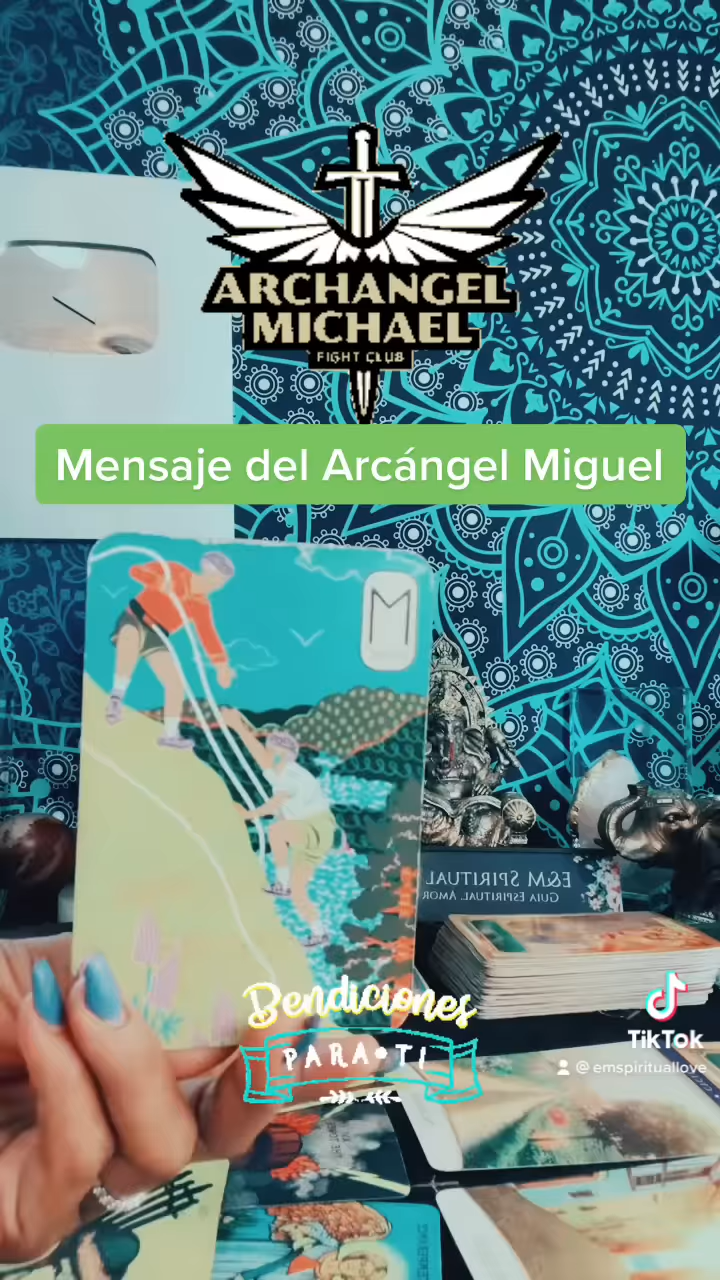 ARCHANGEL
MICHAEL
FIGHT CLUB
Mensaje del Arcángel Miguel
E&M SPIRITUAL
GUIA ESPIRITUAL AMOR
Bendiciones
PARA•TI
TikTok
@emspirituallove